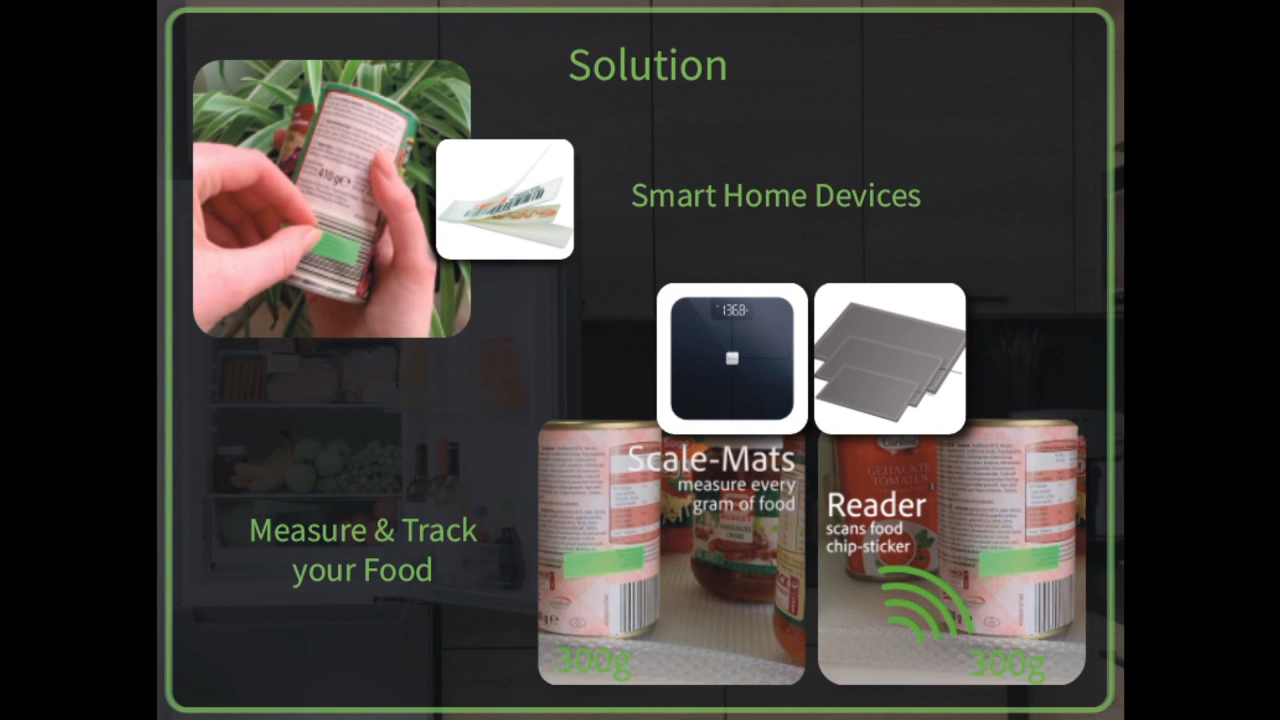 Solution
410 g e
Smart Home Devices
136.8
Scale-Mats
measure every
gram of food
GEHACKTE
TOMATEN
Reader
scans food
chip-sticker
Measure & Track
your Food
300g
300g